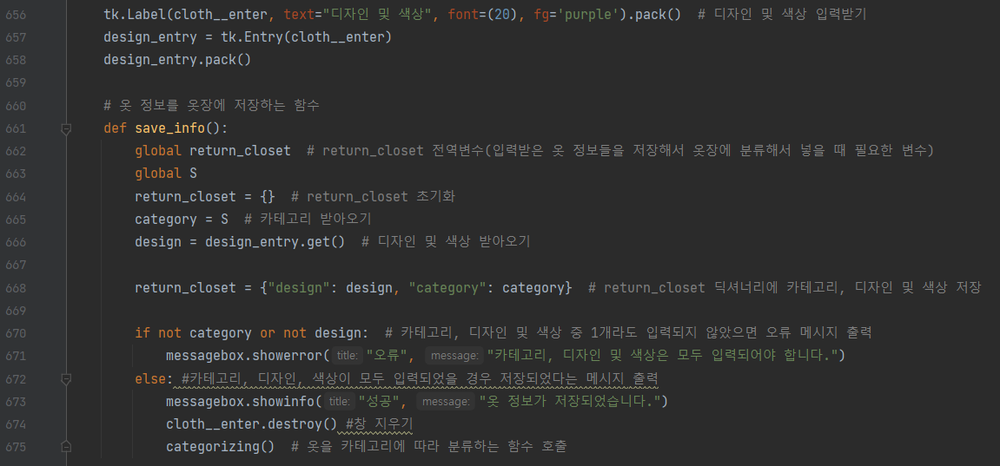 656 tk.Label(cloth__enter, text="디자인 및 색상", font=(20), fg='purple').pack()  # 디자인 및 색상 입력받기
657 design_entry = tk.Entry(cloth__enter)
658 design_entry.pack()
659
660 # 옷 정보를 옷장에 저장하는 함수
661 def save_info():
662 global return_closet  # return_closet 전역변수(입력받은 옷 정보들을 저장해서 옷장에 분류해서 넣을 때 필요한 변수)
663 global S
664 return_closet = {}  # return_closet 초기화
665 category = S  # 카테고리 받아오기
666 design = design_entry.get()  # 디자인 및 색상 받아오기
667
668 return_closet = {"design": design, "category": category}  # return_closet 딕셔너리에 카테고리, 디자인 및 색상 저장
669
670 if not category or not design:  # 카테고리, 디자인 및 색상 중 1개라도 입력되지 않았으면 오류 메시지 출력
671 messagebox.showerror( title: "오류", message: "카테고리, 디자인 및 색상은 모두 입력되어야 합니다.")
672 else: #카테고리, 디자인, 색상이 모두 입력되었을 경우 저장되었다는 메시지 출력
673 messagebox.showinfo( title: "성공", message: "옷 정보가 저장되었습니다.")
674 cloth__enter.destroy() #창 지우기
675 categorizing()  # 옷을 카테고리에 따라 분류하는 함수 호출